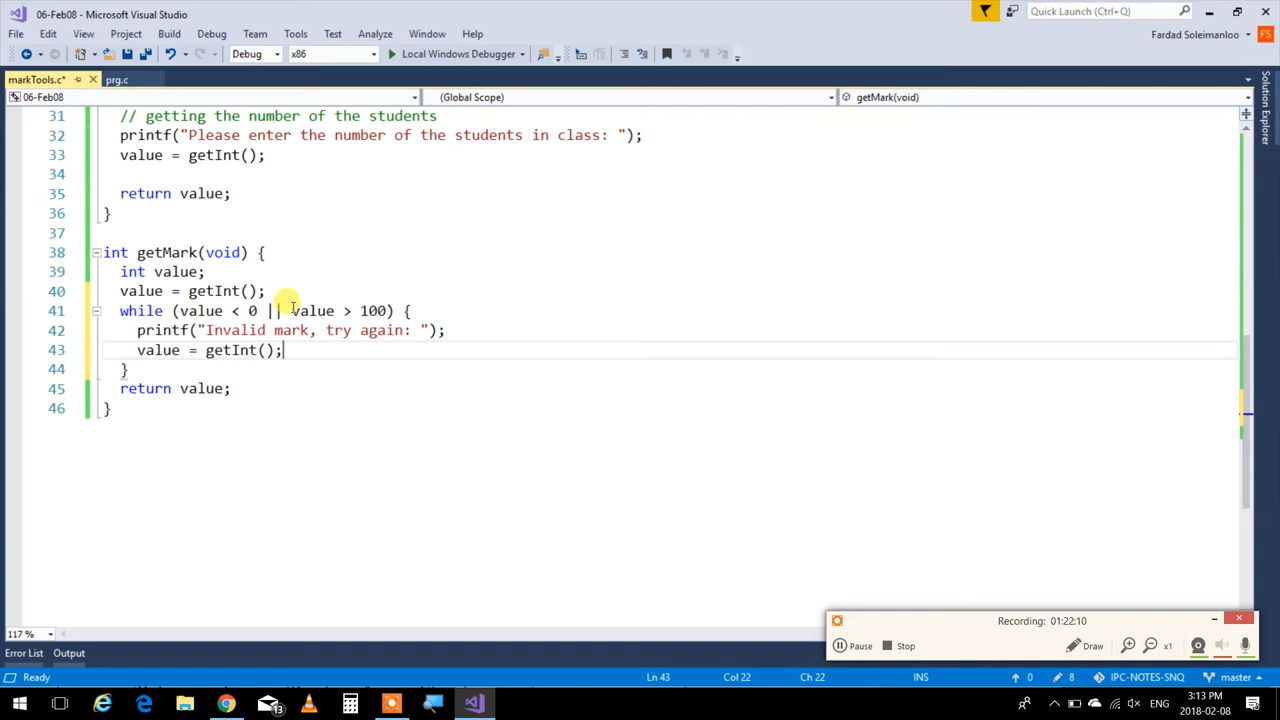 06-Feb08 - Microsoft Visual Studio
Quick Launch (Ctrl+Q)
File Edit View Project Build Debug Team Tools Test Analyze Window Help
Fardad Soleimanloo FS
Debug x86 Local Windows Debugger
markTools.c* prg.c
06-Feb08 (Global Scope) getMark(void)
Solution Explorer
31 // getting the number of the students
32 printf("Please enter the number of the students in class: ");
33 value = getInt();
34
35 return value;
36 }
37
38 int getMark(void) {
39 int value;
40 value = getInt();
41 while (value < 0 || value > 100) {
42 printf("Invalid mark, try again: ");
43 value = getInt();
44 }
45 return value;
46 }
117 %
Recording: 01:22:10
Pause Stop Draw x1
Error List Output
Ready Ln 43 Col 22 Ch 22 INS 0 8 IPC-NOTES-SNQ master
13
ENG 3:13 PM
2018-02-08